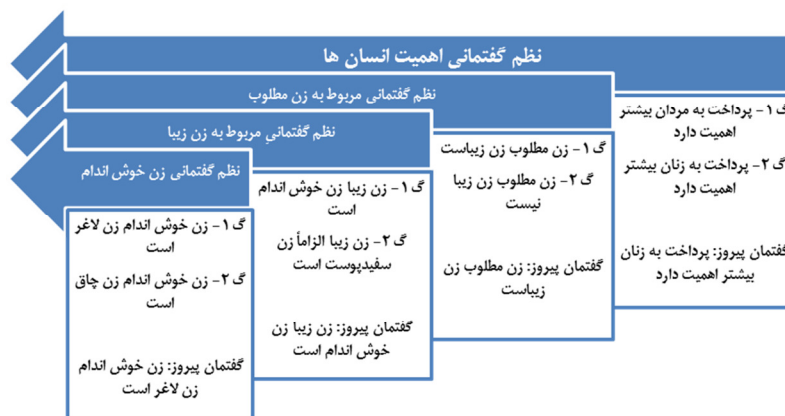 نظم گفتمانی اهمیت انسان ها
نظم گفتمانی مربوط به زن مطلوب
نظم گفتمانیِ مربوط به زن زیبا
نظم گفتمانی زن خوش اندام
گ ۱- پرداخت به مردان بیشتر
اهمیت دارد
گ ۲- پرداخت به زنان بیشتر
اهمیت دارد
گفتمان پیروز: پرداخت به زنان
بیشتر اهمیت دارد
گ ۱- زن مطلوب زن زیباست
گ ۲- زن مطلوب زن زیبا
نیست
گفتمان پیروز: زن مطلوب زن
زیباست
گ ۱- زن زیبا زن خوش اندام
است
گ ۲- زن زیبا الزاماً زن
سفیدپوست است
گفتمان پیروز: زن زیبا زن
خوش اندام است
گ ۱- زن خوش اندام زن لاغر
است
گ ۲- زن خوش اندام زن چاق
است
گفتمان پیروز: زن خوش اندام
زن لاغر است